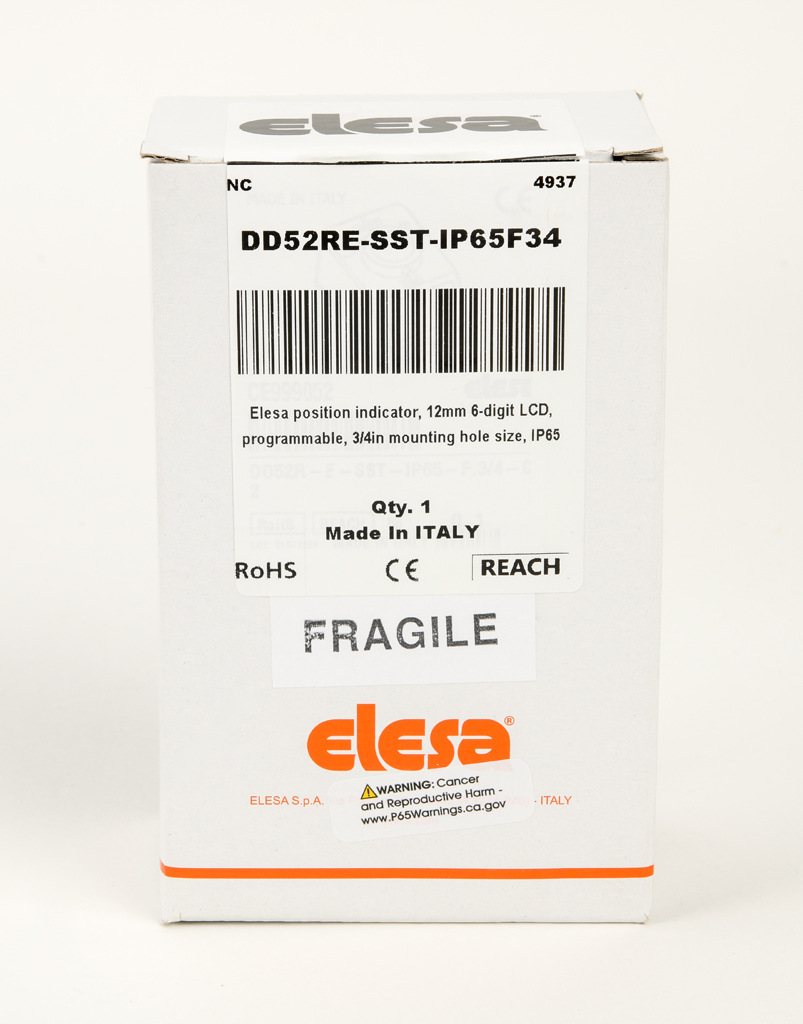 elesa
NC 4937
DD52RE-SST-IP65F34
Elesa position indicator, 12mm 6-digit LCD,
programmable, 3/4in mounting hole size, IP65
Qty. 1
Made In ITALY
RoHS CE REACH
FRAGILE
elesa®
ELESA S.p.A. - ITALY
WARNING: Cancer
and Reproductive Harm -
www.P65Warnings.ca.gov